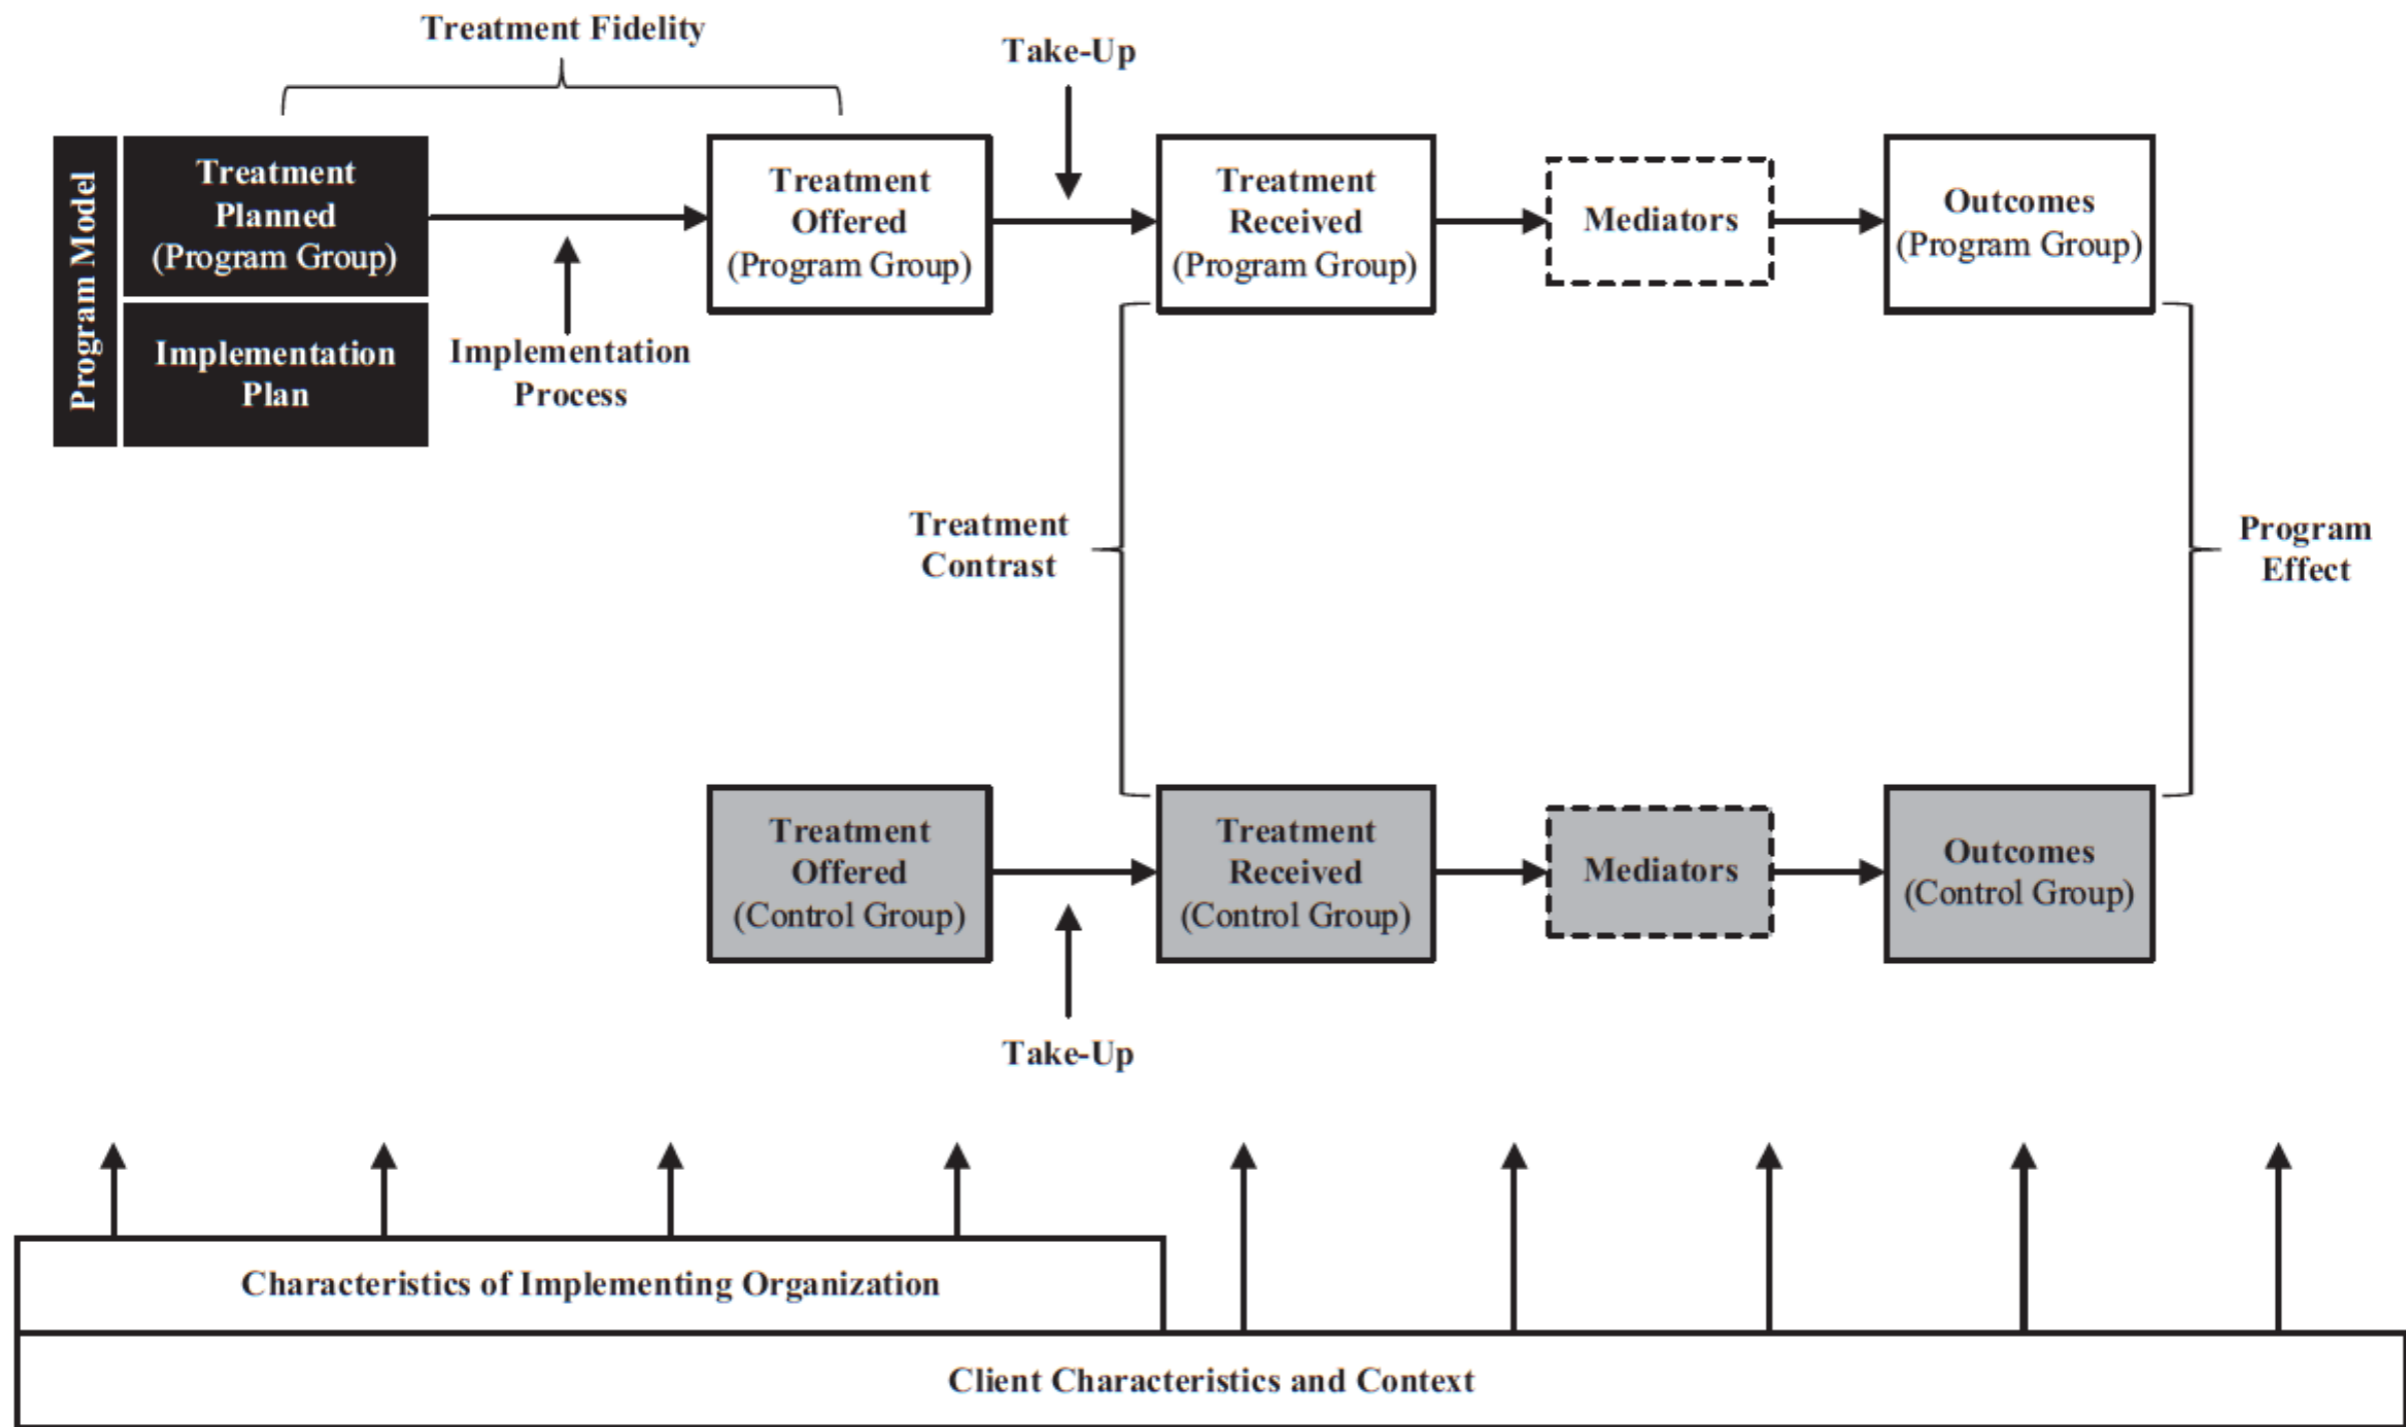 Treatment Fidelity
Take-Up
Program Model
Treatment
Planned
(Program Group)
Implementation
Plan
Implementation
Process
Treatment
Offered
(Program Group)
Treatment
Received
(Program Group)
Mediators
Outcomes
(Program Group)
Treatment
Contrast
Program
Effect
Treatment
Offered
(Control Group)
Treatment
Received
(Control Group)
Mediators
Outcomes
(Control Group)
Take-Up
Characteristics of Implementing Organization
Client Characteristics and Context